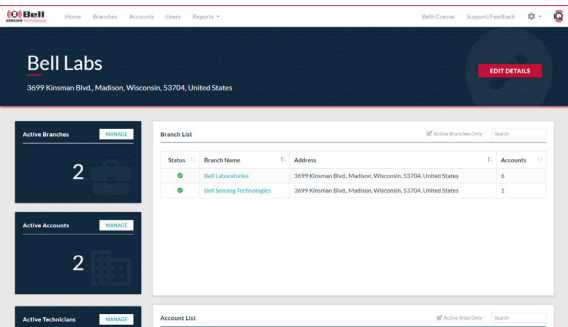 Bell
SENSING TECHNOLOGIES
Home Branches Accounts Users Reports
Beth Cuevas Support/Feedback
Bell Labs
3699 Kinsman Blvd., Madison, Wisconsin, 53704, United States
EDIT DETAILS
Active Branches MANAGE
2
Branch List Active Branches Only Search
Status Branch Name Address Accounts
Bell Laboratories 3699 Kinsman Blvd., Madison, Wisconsin, 53704, United States 6
Bell Sensing Technologies 3699 Kinsman Blvd., Madison, Wisconsin, 53704, United States 1
Active Accounts MANAGE
2
Active Technicians MANAGE
Account List Active Sites Only Search